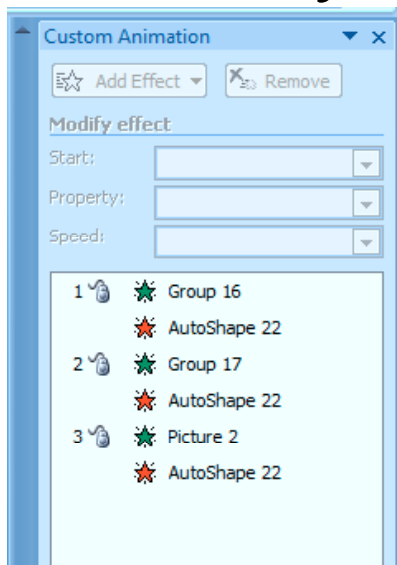 Custom Animation
Add Effect Remove
Modify effect
Start:
Property:
Speed:
1 Group 16
AutoShape 22
2 Group 17
AutoShape 22
3 Picture 2
AutoShape 22